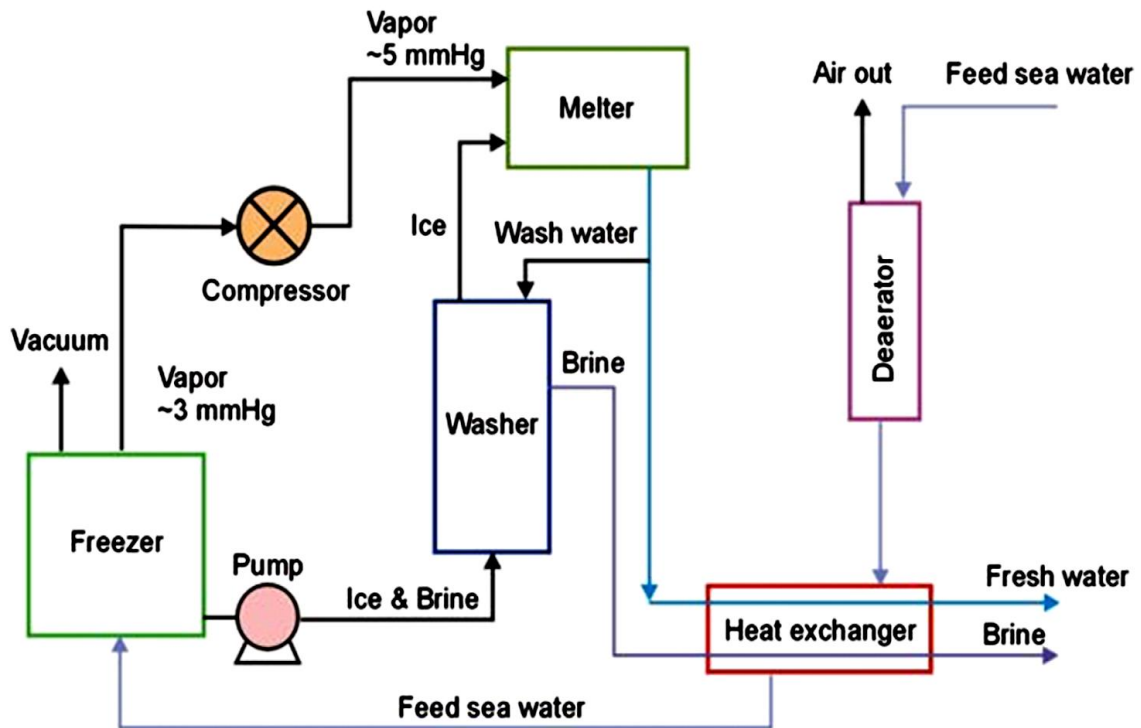 Vapor
~5 mmHg
Melter
Air out
Feed sea water
Ice
Wash water
Compressor
Deaerator
Vacuum
Vapor
~3 mmHg
Brine
Washer
Freezer
Pump
Ice & Brine
Fresh water
Heat exchanger
Brine
Feed sea water